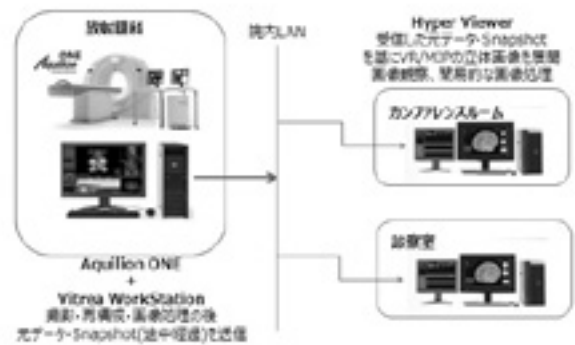 放射線科
Aquilion ONE
院内LAN
Hyper Viewer
受信した元データ・Snapshot
を基にVR/MIPの立体画像を展開
画像観察、簡易的な画像処理
カンファレンスルーム
診察室
Aquilion ONE
+
Vitrea WorkStation
撮影・再構成・画像処理の後
元データ・Snapshot(途中経過)を送信